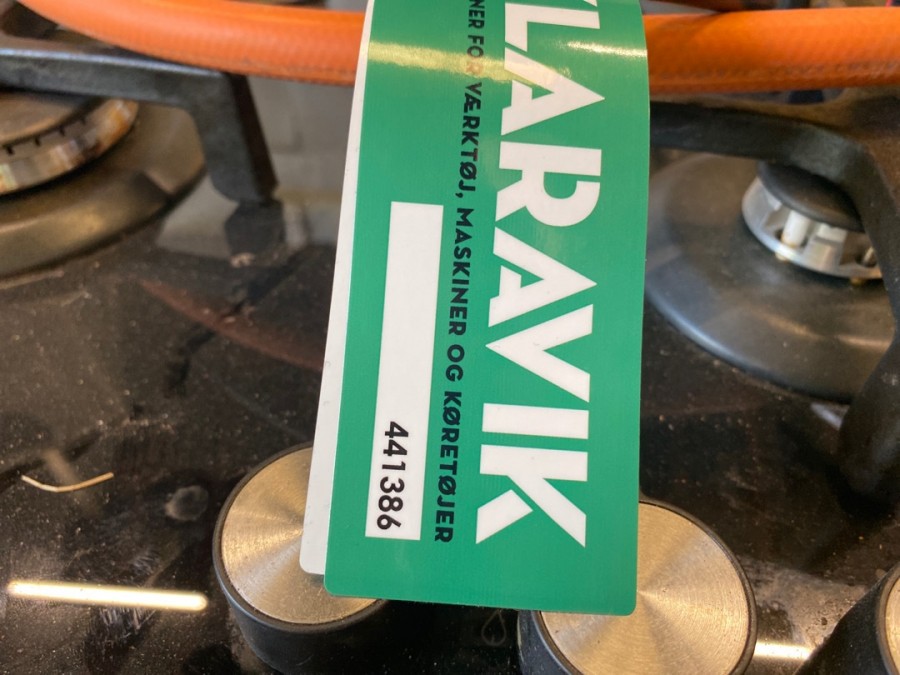 LARAVIK
NER FOR VÆRKTØJ, MASKINER OG KØRETØJER
441386